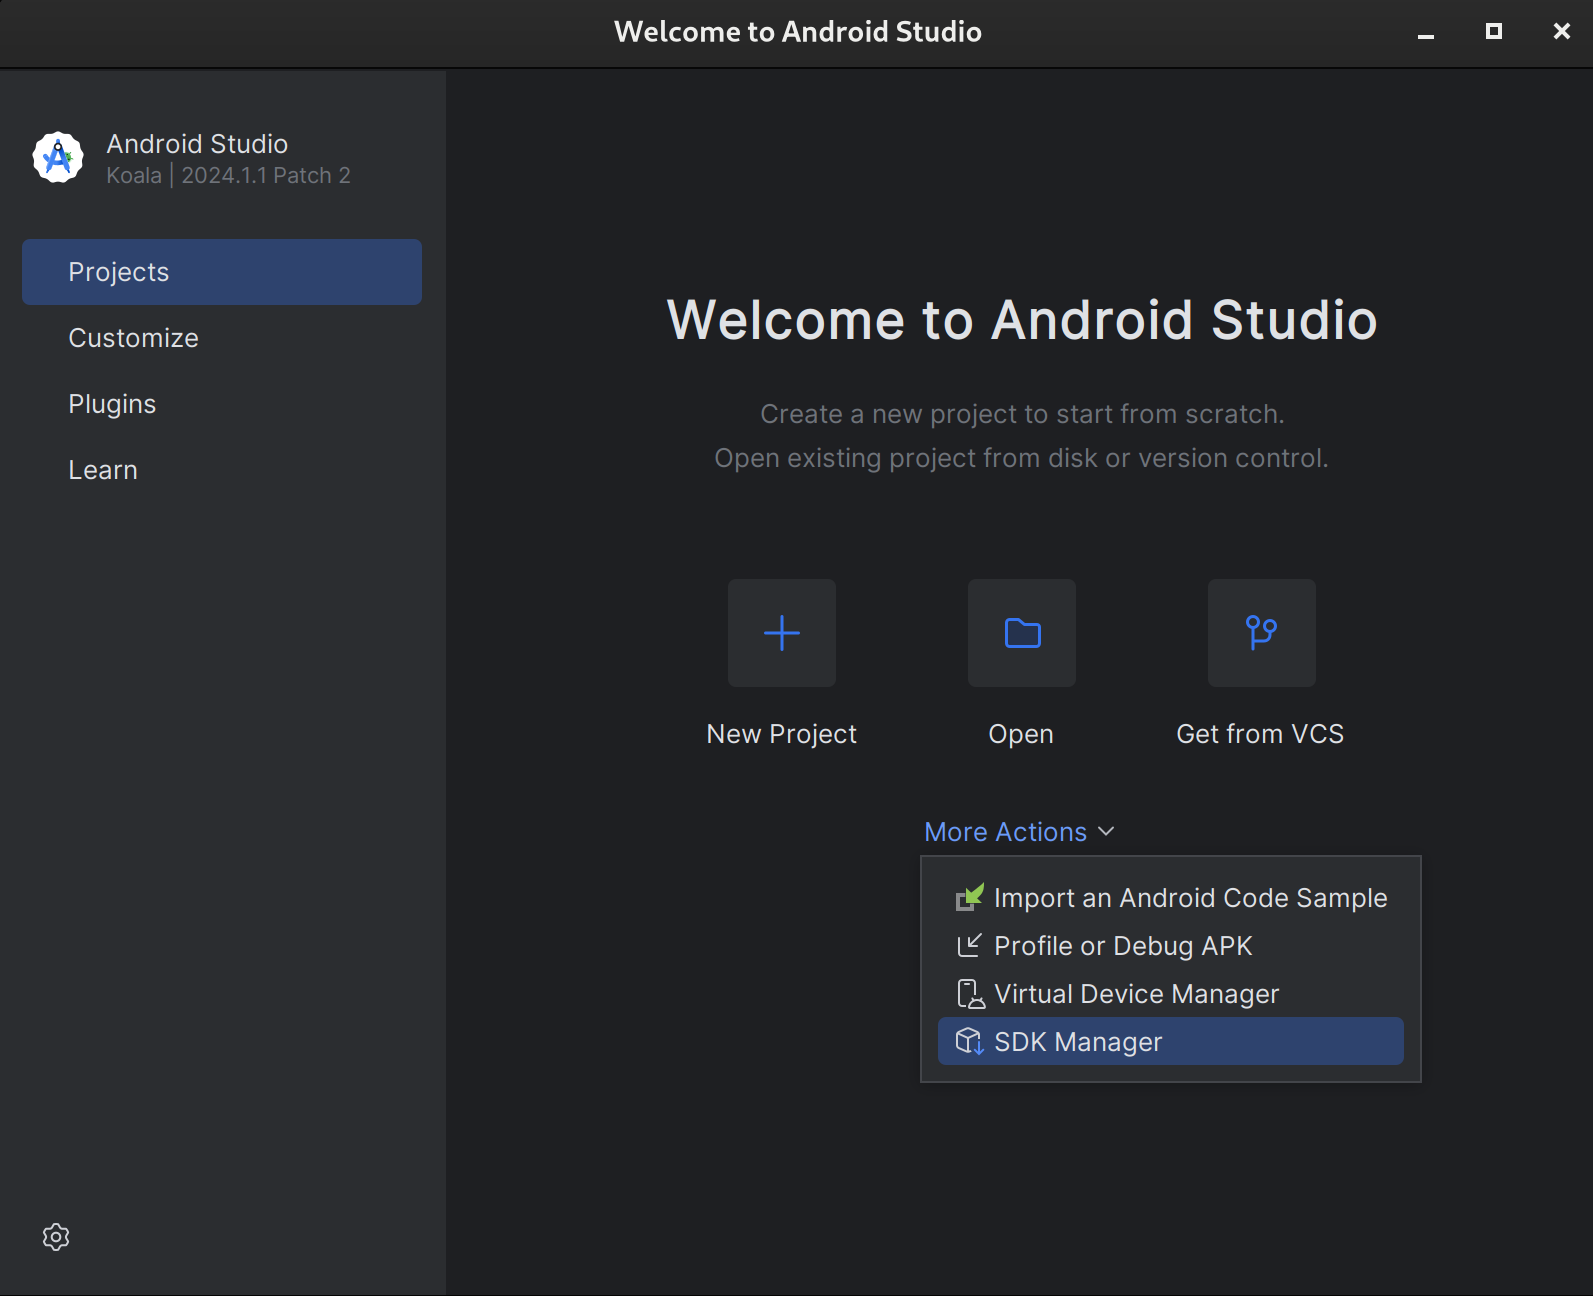 Welcome to Android Studio
Android Studio
Koala | 2024.1.1 Patch 2
Projects
Customize
Plugins
Learn
Welcome to Android Studio
Create a new project to start from scratch.
Open existing project from disk or version control.
New Project
Open
Get from VCS
More Actions
Import an Android Code Sample
Profile or Debug APK
Virtual Device Manager
SDK Manager